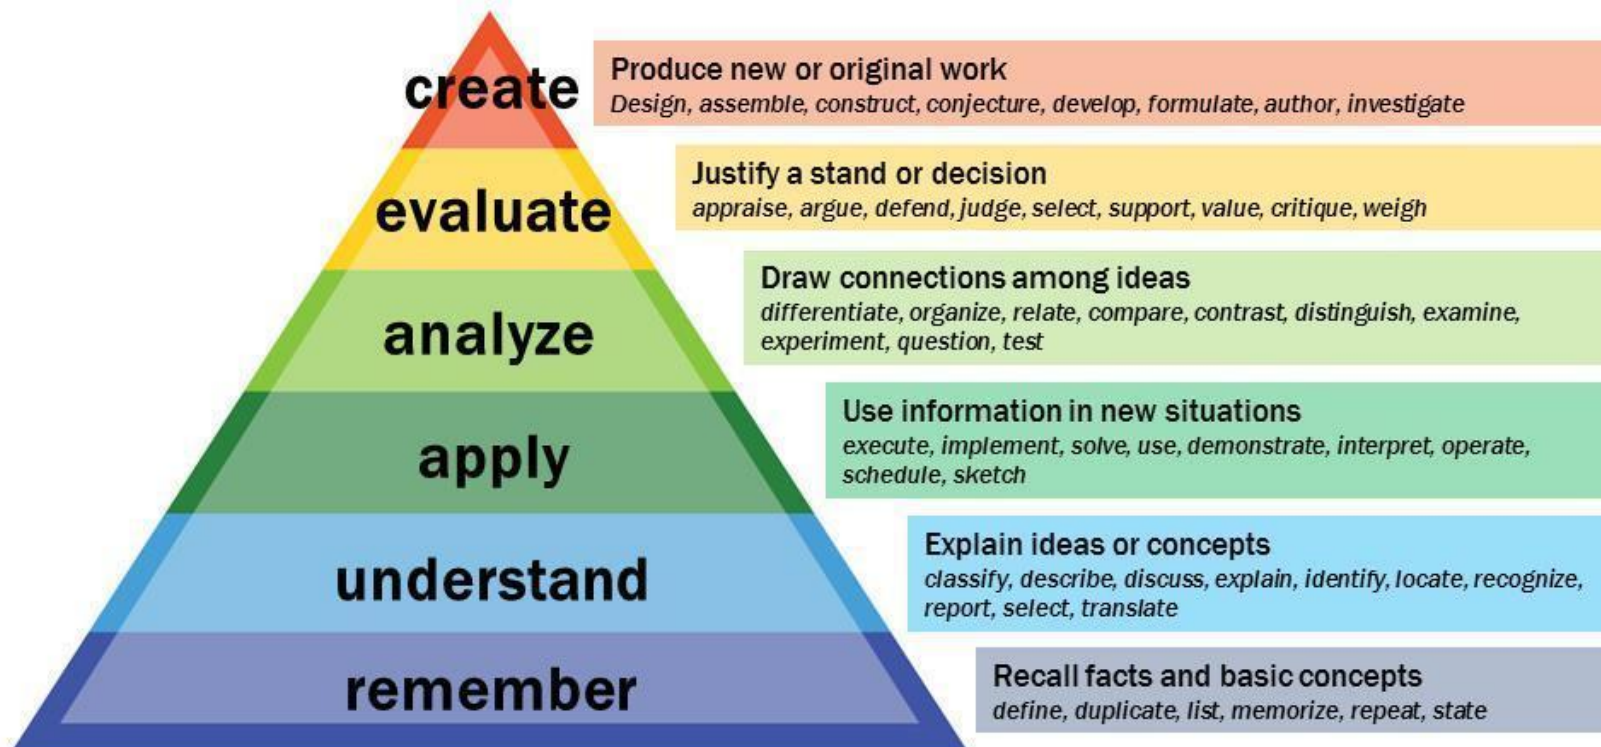 create
Produce new or original work
Design, assemble, construct, conjecture, develop, formulate, author, investigate
evaluate
Justify a stand or decision
appraise, argue, defend, judge, select, support, value, critique, weigh
analyze
Draw connections among ideas
differentiate, organize, relate, compare, contrast, distinguish, examine,
experiment, question, test
apply
Use information in new situations
execute, implement, solve, use, demonstrate, interpret, operate,
schedule, sketch
understand
Explain ideas or concepts
classify, describe, discuss, explain, identify, locate, recognize,
report, select, translate
remember
Recall facts and basic concepts
define, duplicate, list, memorize, repeat, state